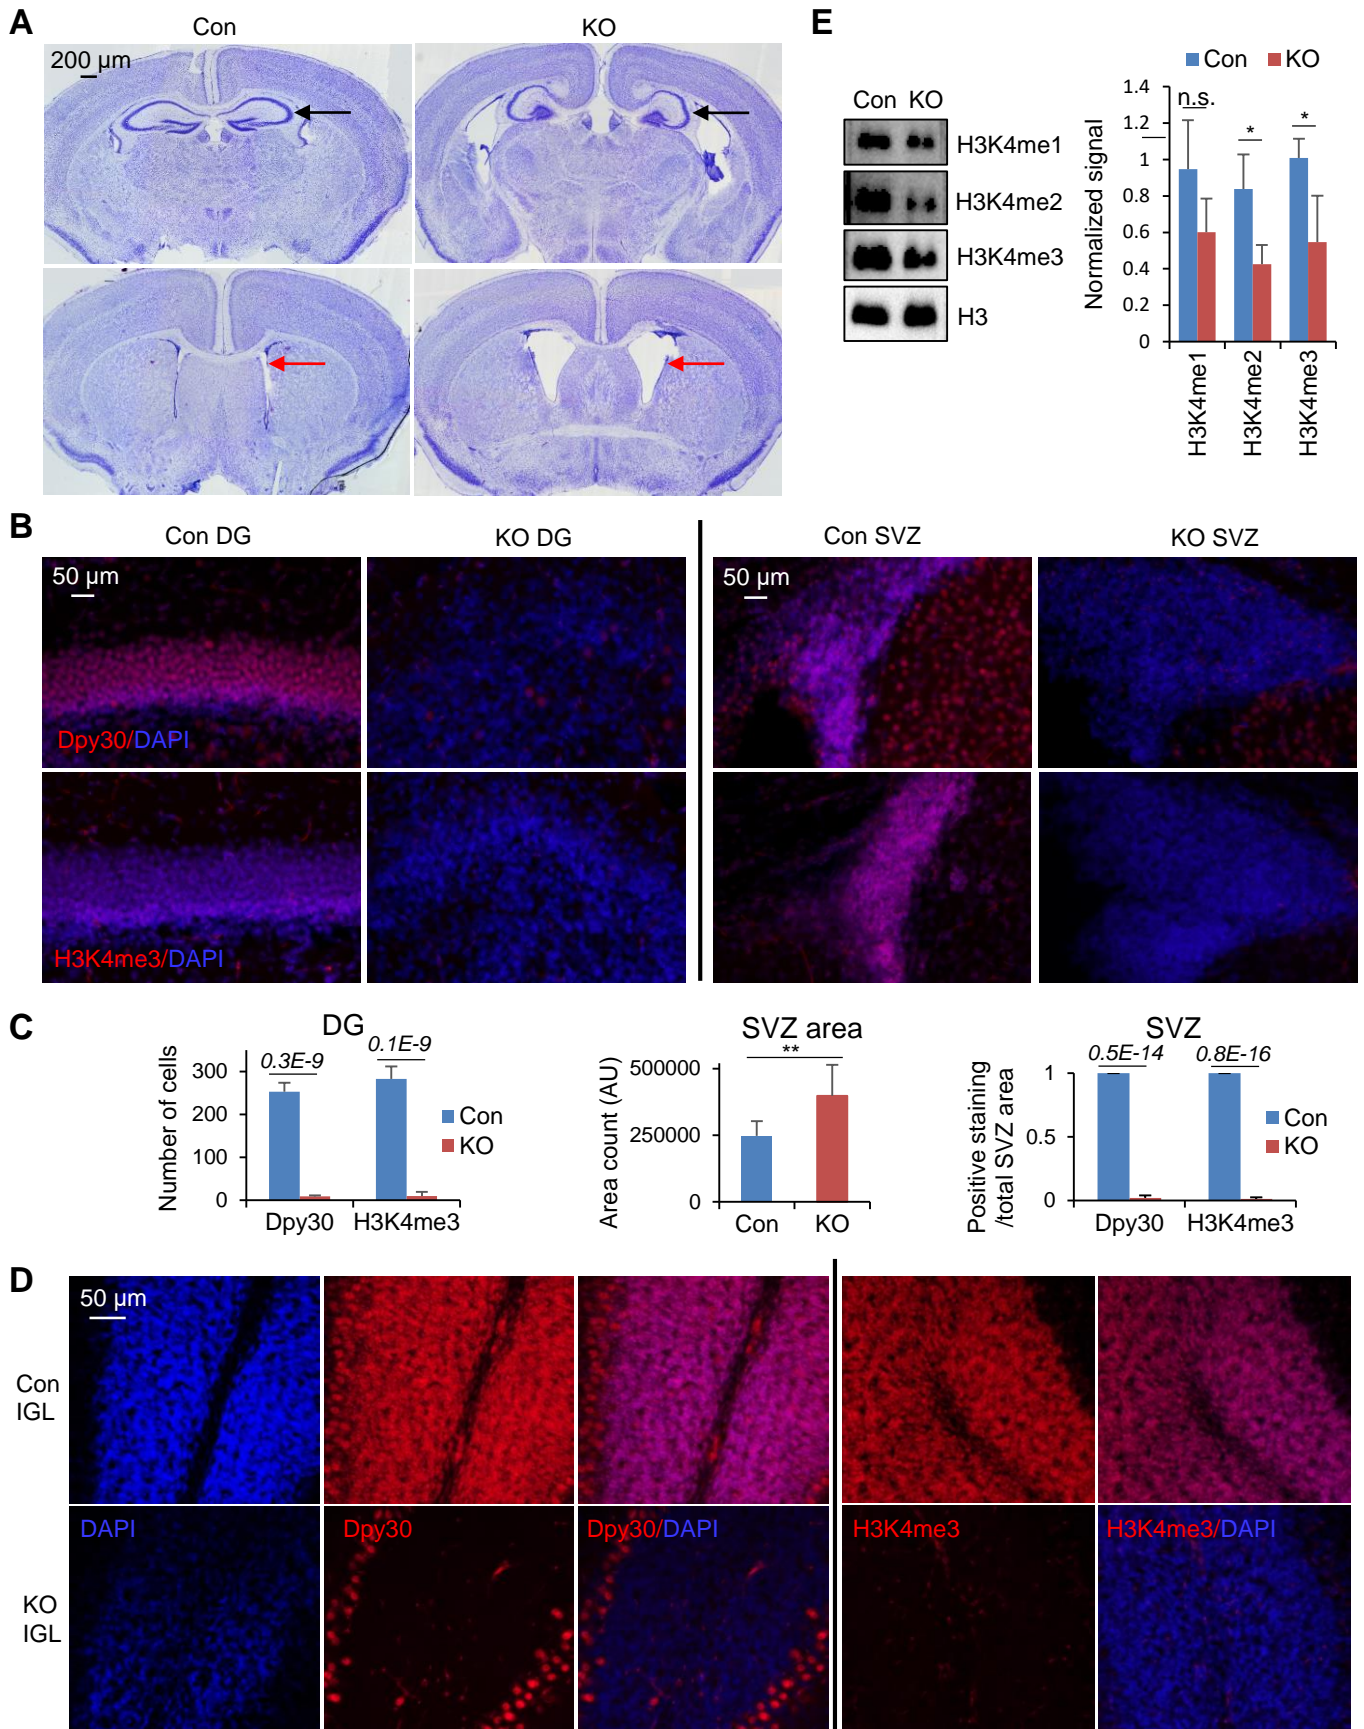 A
Con
KO
200 µm
B
Con DG
KO DG
Con SVZ
KO SVZ
50 µm
50 µm
Dpy30/DAPI
H3K4me3/DAPI
C
DG
Number of cells
300
200
100
0
0.3E-9
0.1E-9
Con
KO
Dpy30
H3K4me3
SVZ area
Area count (AU)
500000
250000
0
**
Con
KO
SVZ
Positive staining
/total SVZ area
1
0.5
0
0.5E-14
0.8E-16
Con
KO
Dpy30
H3K4me3
D
50 µm
Con
IGL
KO
IGL
DAPI
Dpy30
Dpy30/DAPI
H3K4me3
H3K4me3/DAPI
E
Con KO
H3K4me1
H3K4me2
H3K4me3
H3
Con
KO
Normalized signal
1.4
1.2
1
0.8
0.6
0.4
0.2
0
n.s.
*
*
H3K4me1
H3K4me2
H3K4me3